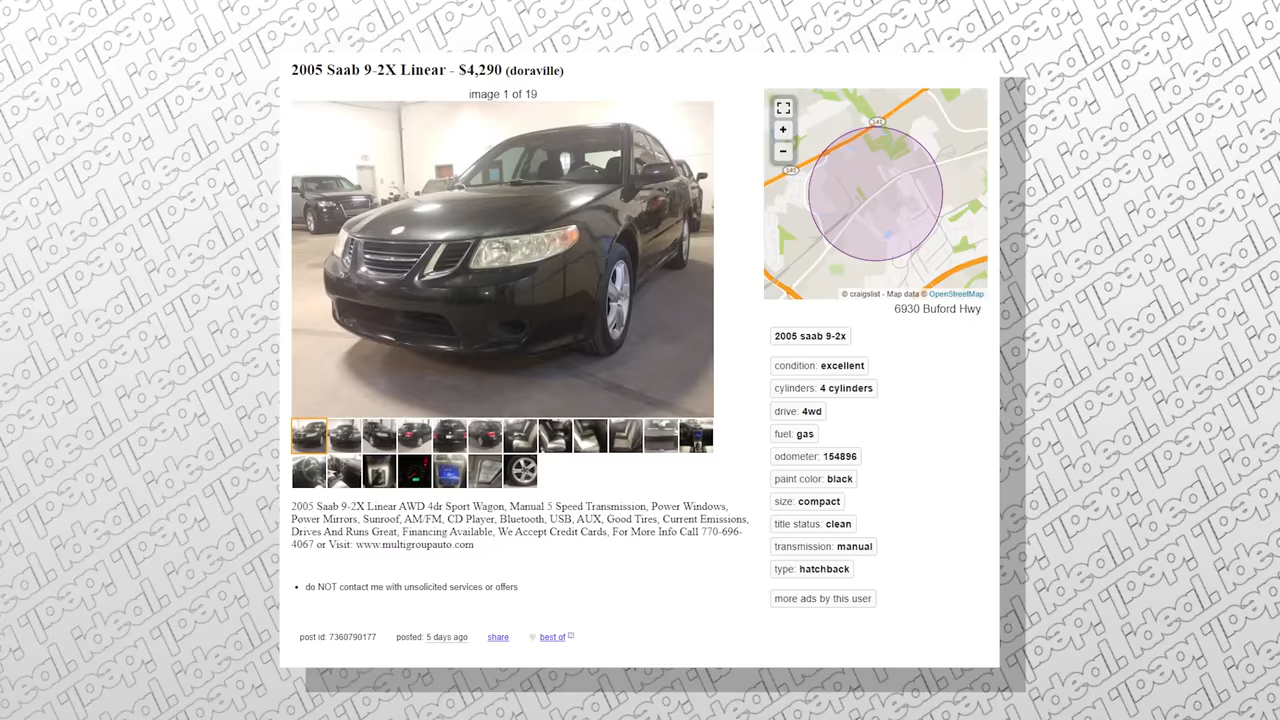 2005 Saab 9-2X Linear - $4,290 (doraville)
image 1 of 19
141
141
© craigslist - Map data © OpenStreetMap
6930 Buford Hwy
2005 saab 9-2x
condition: excellent
cylinders: 4 cylinders
drive: 4wd
fuel: gas
odometer: 154896
paint color: black
size: compact
title status: clean
transmission: manual
type: hatchback
more ads by this user
2005 Saab 9-2X Linear AWD 4dr Sport Wagon, Manual 5 Speed Transmission, Power Windows,
Power Mirrors, Sunroof, AM/FM, CD Player, Bluetooth, USB, AUX, Good Tires, Current Emissions,
Drives And Runs Great, Financing Available, We Accept Credit Cards, For More Info Call 770-696-
4067 or Visit: www.multigroupauto.com
• do NOT contact me with unsolicited services or offers
post id: 7360790177 posted: 5 days ago share ♥ best of [?]
ideal.